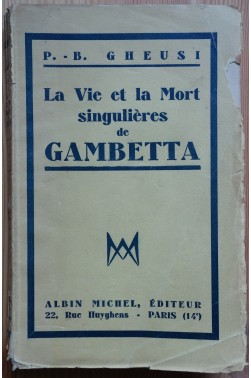 P.-B. GHEUSI
La Vie et la Mort
singulières
de
GAMBETTA
ALBIN MICHEL, ÉDITEUR
22, Rue Huyghens - PARIS (14ᵉ)